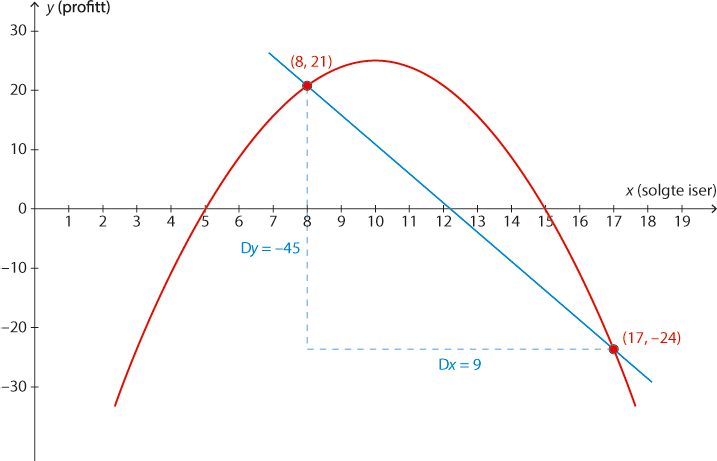 y (profitt)
30
(8, 21)
20
10
x (solgte iser)
0
1 2 3 4 5 6 7 8 9 10 11 12 13 14 15 16 17 18 19
Dy = –45
–10
–20
(17, –24)
Dx = 9
–30